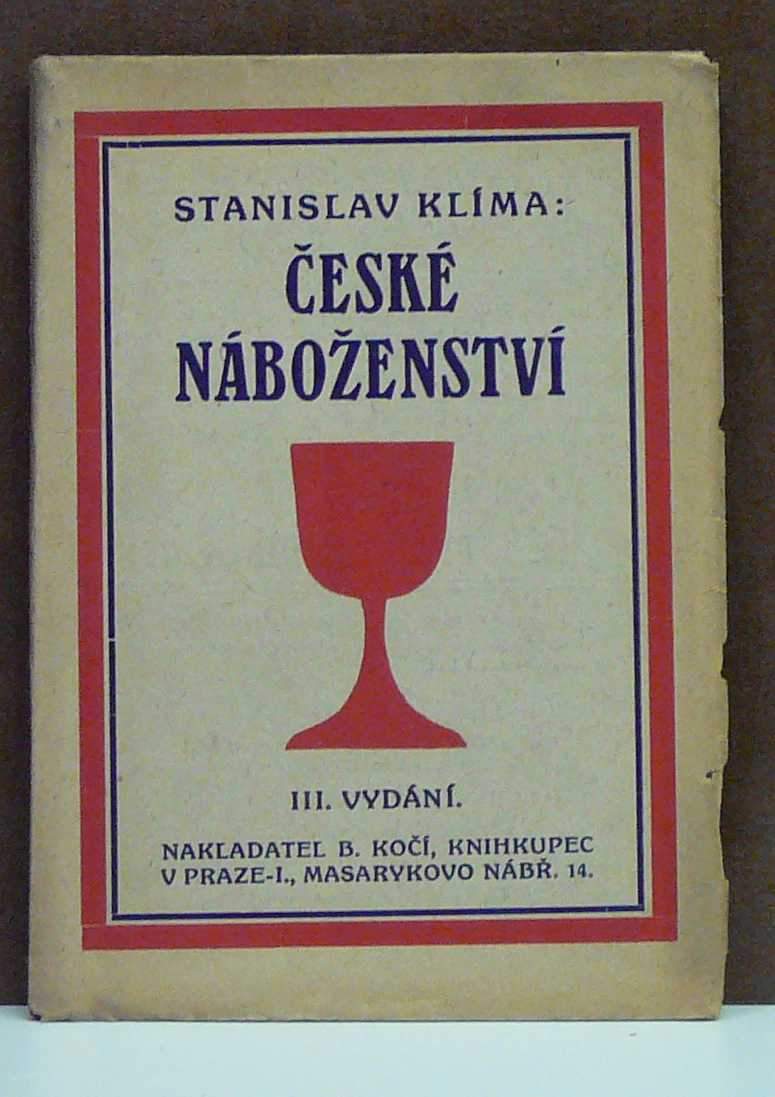 STANISLAV KLÍMA:
ČESKÉ
NÁBOŽENSTVÍ
III. VYDÁNÍ.
NAKLADATEL B. KOČÍ, KNIHKUPEC
V PRAZE-I., MASARYKOVO NÁBŘ. 14.